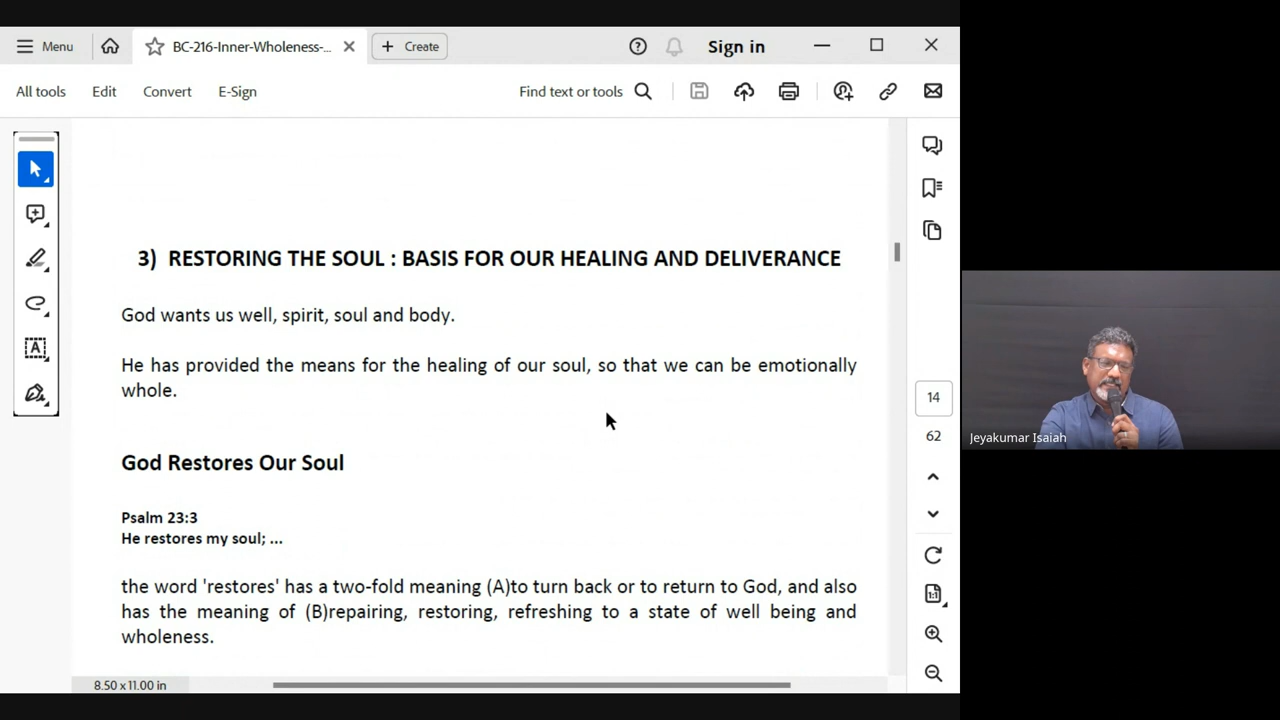 Menu
BC-216-Inner-Wholeness-...
Create
Sign in
All tools
Edit
Convert
E-Sign
Find text or tools
3) RESTORING THE SOUL : BASIS FOR OUR HEALING AND DELIVERANCE
God wants us well, spirit, soul and body.
He has provided the means for the healing of our soul, so that we can be emotionally
whole.
14
62
Jeyakumar Isaiah
God Restores Our Soul
Psalm 23:3
He restores my soul; ...
the word 'restores' has a two-fold meaning (A)to turn back or to return to God, and also
has the meaning of (B)repairing, restoring, refreshing to a state of well being and
wholeness.
1:1
8.50 x 11.00 in